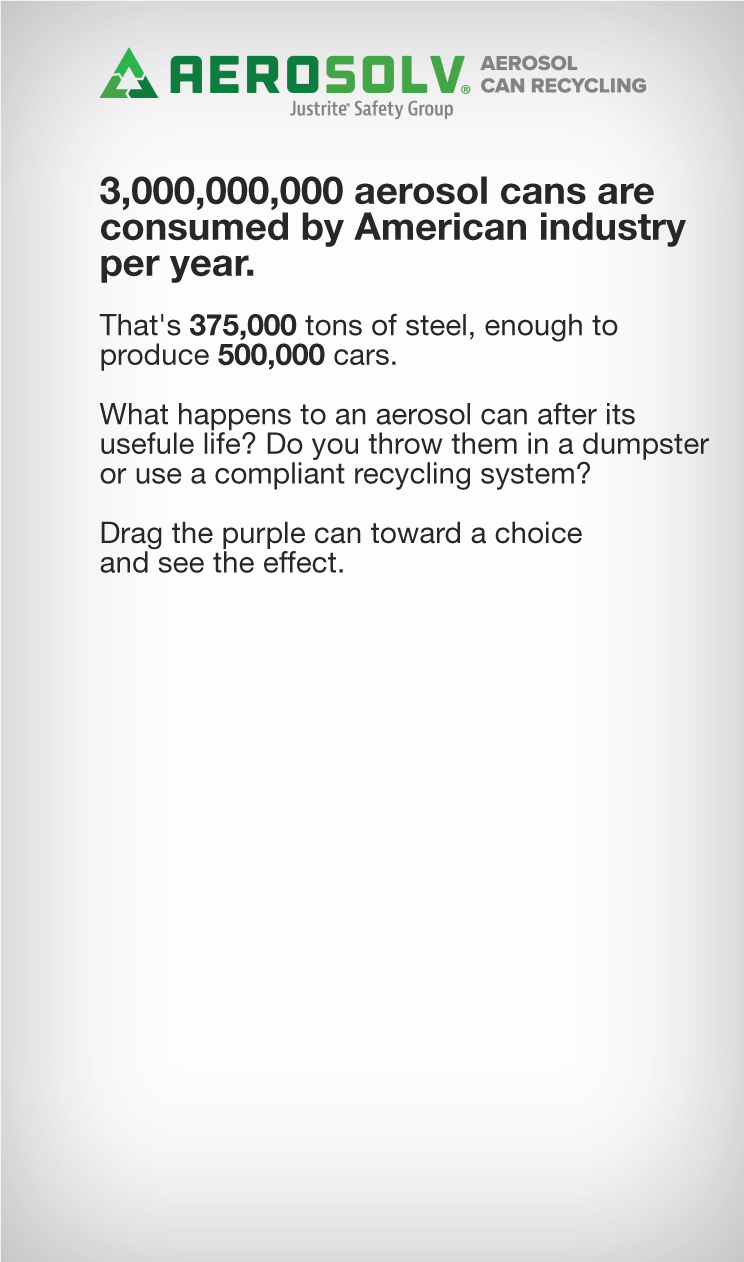 AEROSOLV® AEROSOL
CAN RECYCLING
Justrite® Safety Group
3,000,000,000 aerosol cans are
consumed by American industry
per year.
That's 375,000 tons of steel, enough to
produce 500,000 cars.
What happens to an aerosol can after its
usefule life? Do you throw them in a dumpster
or use a compliant recycling system?
Drag the purple can toward a choice
and see the effect.